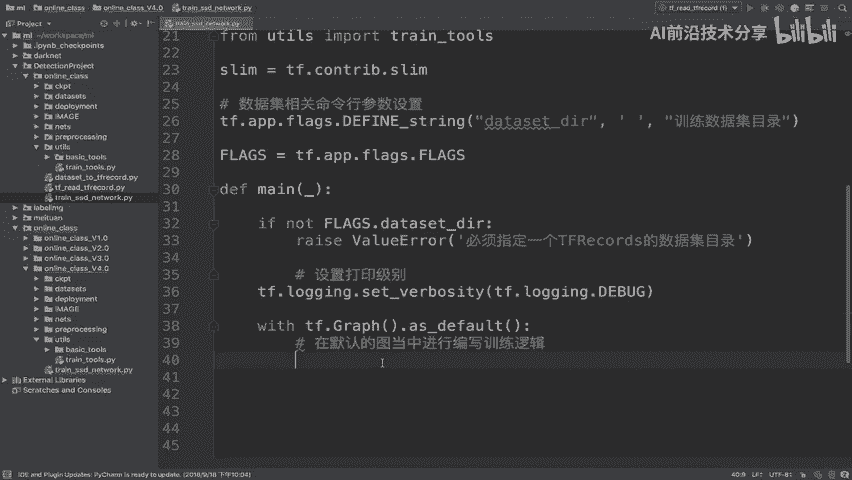 ml
online_class
online_class_V4.0
train_ssd_network.py
tf_read_tfrecord (1)
Project
train_ssd_network.py
AI前沿技术分享 bilibili
ml ~/workspace/ml
.ipynb_checkpoints
darknet
DetectionProject
online_class
ckpt
datasets
deployment
IMAGE
nets
preprocessing
utils
basic_tools
train_tools.py
dataset_to_tfrecord.py
tf_read_tfrecord.py
train_ssd_network.py
labelImg
meituan
online_class
online_class_V1.0
online_class_V2.0
online_class_V3.0
online_class_V4.0
ckpt
datasets
deployment
IMAGE
nets
preprocessing
utils
basic_tools
train_tools.py
train_ssd_network.py
External Libraries
Scratches and Consoles
21 from utils import train_tools
22
23 slim = tf.contrib.slim
24
25 # 数据集相关命令行参数设置
26 tf.app.flags.DEFINE_string("dataset_dir", ' ', "训练数据集目录")
27
28 FLAGS = tf.app.flags.FLAGS
29
30 def main(_):
31
32 if not FLAGS.dataset_dir:
33 raise ValueError('必须指定一个TFRecords的数据集目录')
34
35 # 设置打印级别
36 tf.logging.set_verbosity(tf.logging.DEBUG)
37
38 with tf.Graph().as_default():
39 # 在默认的图当中进行编写训练逻辑
40
41
42
43
44
45
IDE and Plugin Updates: PyCharm is ready to update. (2018/9/18 下午10:04)
40:9 LF: UTF-8: